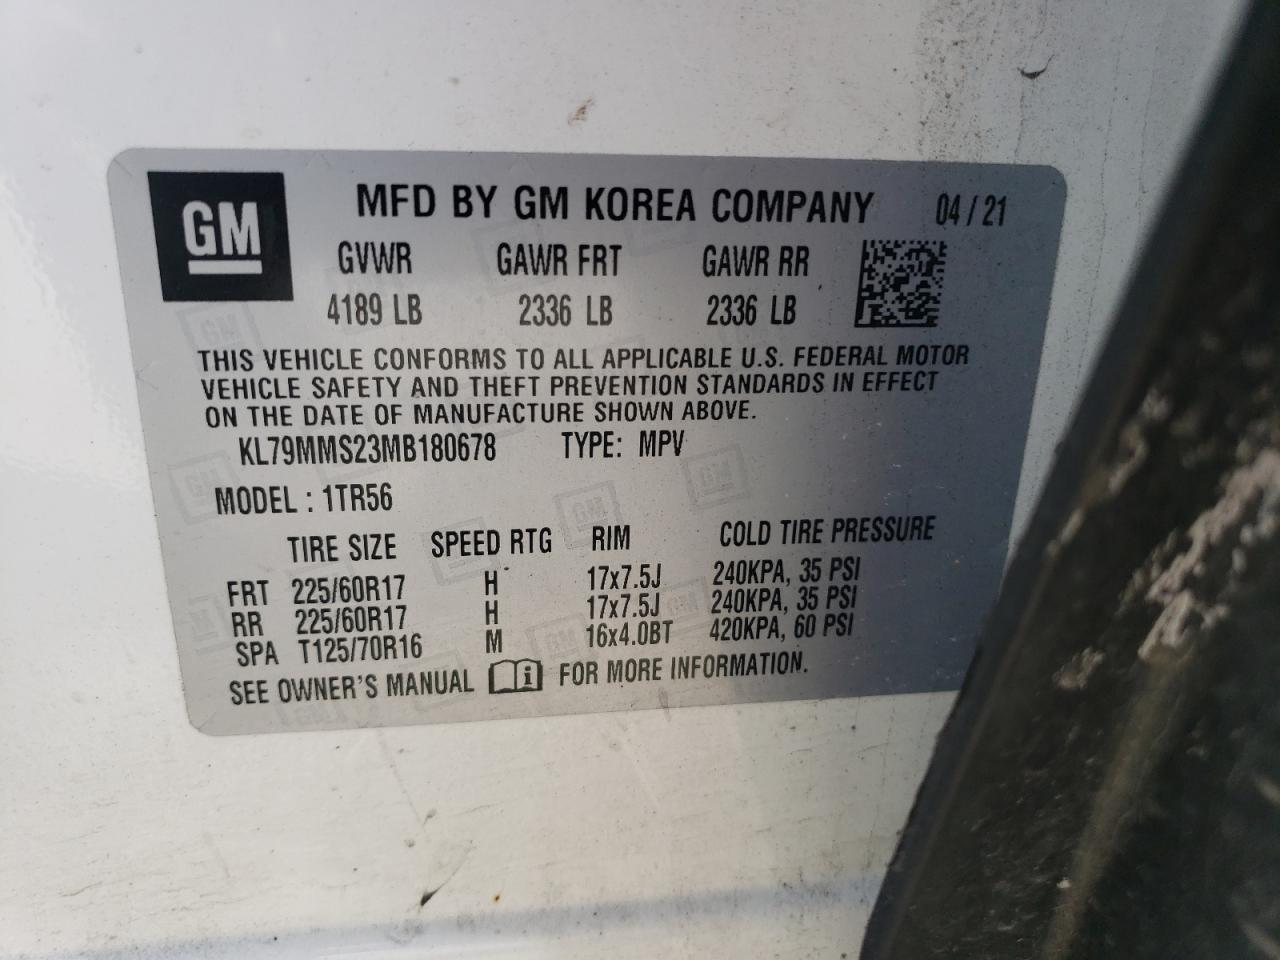 GM
MFD BY GM KOREA COMPANY 04 / 21
GVWR GAWR FRT GAWR RR
4189 LB 2336 LB 2336 LB
THIS VEHICLE CONFORMS TO ALL APPLICABLE U.S. FEDERAL MOTOR
VEHICLE SAFETY AND THEFT PREVENTION STANDARDS IN EFFECT
ON THE DATE OF MANUFACTURE SHOWN ABOVE.
KL79MMS23MB180678 TYPE: MPV
MODEL : 1TR56
TIRE SIZE SPEED RTG RIM COLD TIRE PRESSURE
FRT 225/60R17 H 17x7.5J 240KPA, 35 PSI
RR 225/60R17 H 17x7.5J 240KPA, 35 PSI
SPA T125/70R16 M 16x4.0BT 420KPA, 60 PSI
SEE OWNER'S MANUAL i FOR MORE INFORMATION.